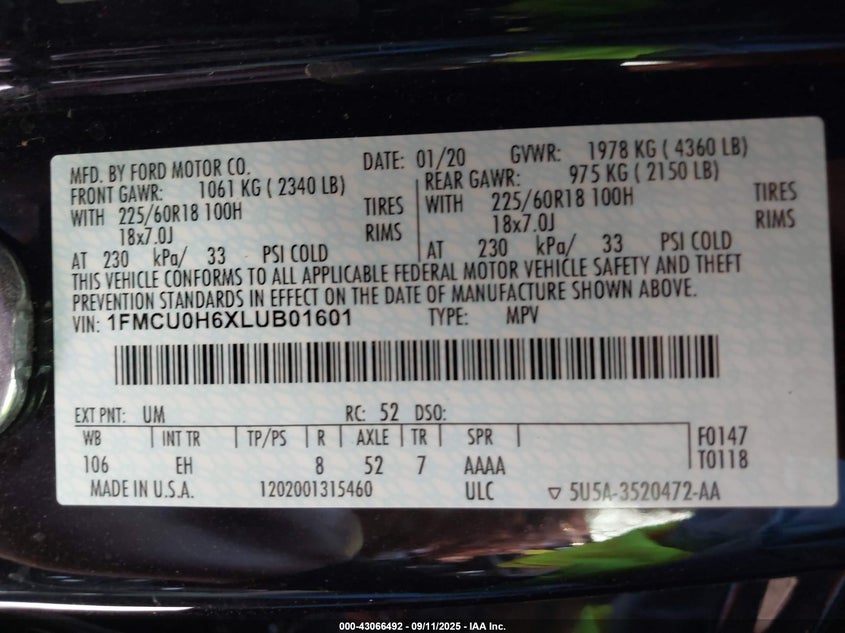 MFD. BY FORD MOTOR CO. DATE: 01/20 GVWR: 1978 KG ( 4360 LB)
FRONT GAWR: 1061 KG ( 2340 LB) REAR GAWR: 975 KG ( 2150 LB)
WITH 225/60R18 100H TIRES WITH 225/60R18 100H TIRES
18x7.0J RIMS 18x7.0J RIMS
AT 230 kPa/ 33 PSI COLD AT 230 kPa/ 33 PSI COLD
THIS VEHICLE CONFORMS TO ALL APPLICABLE FEDERAL MOTOR VEHICLE SAFETY AND THEFT
PREVENTION STANDARDS IN EFFECT ON THE DATE OF MANUFACTURE SHOWN ABOVE.
VIN: 1FMCU0H6XLUB01601 TYPE: MPV
EXT PNT: UM RC: 52 DSO:
WB INT TR TP/PS R AXLE TR SPR F0147
106 EH 8 52 7 AAAA T0118
MADE IN U.S.A. 1202001315460 ULC ▽ 5U5A-3520472-AA
000-43066492 - 09/11/2025 - IAA Inc.